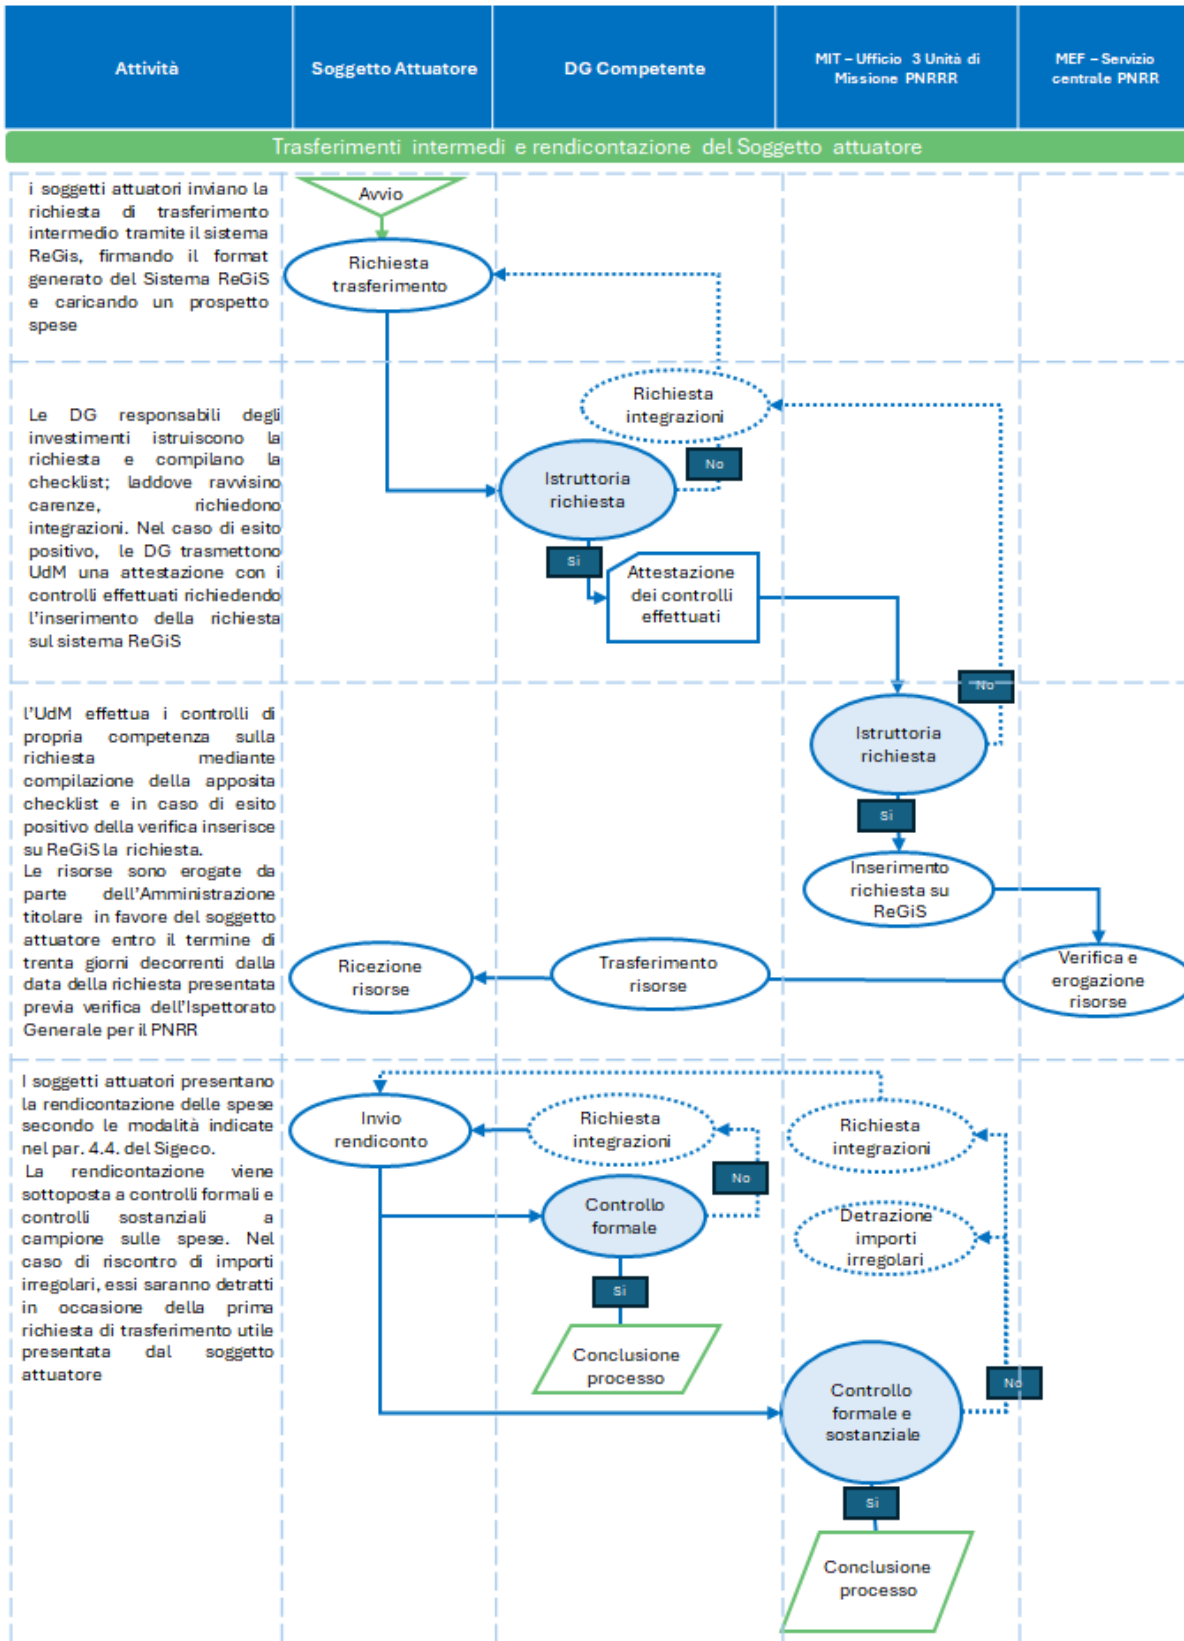 Attività
Soggetto Attuatore
DG Competente
MIT – Ufficio 3 Unità di
Missione PNRRR
MEF – Servizio
centrale PNRR
Trasferimenti intermedi e rendicontazione del Soggetto attuatore
i soggetti attuatori inviano la
richiesta di trasferimento
intermedio tramite il sistema
ReGis, firmando il format
generato del Sistema ReGiS
e caricando un prospetto
spese
Avvio
Richiesta
trasferimento
Le DG responsabili degli
investimenti istruiscono la
richiesta e compilano la
checklist; laddove ravvisino
carenze, richiedono
integrazioni. Nel caso di esito
positivo, le DG trasmettono
UdM una attestazione con i
controlli effettuati richiedendo
l'inserimento della richiesta
sul sistema ReGiS
Richiesta
integrazioni
No
Istruttoria
richiesta
Si
Attestazione
dei controlli
effettuati
No
l'UdM effettua i controlli di
propria competenza sulla
richiesta mediante
compilazione della apposita
checklist e in caso di esito
positivo della verifica inserisce
su ReGiS la richiesta.
Le risorse sono erogate da
parte dell'Amministrazione
titolare in favore del soggetto
attuatore entro il termine di
trenta giorni decorrenti dalla
data della richiesta presentata
previa verifica dell'Ispettorato
Generale per il PNRR
Istruttoria
richiesta
Si
Inserimento
richiesta su
ReGiS
Ricezione
risorse
Trasferimento
risorse
Verifica e
erogazione
risorse
I soggetti attuatori presentano
la rendicontazione delle spese
secondo le modalità indicate
nel par. 4.4. del Sigeco.
La rendicontazione viene
sottoposta a controlli formali e
controlli sostanziali a
campione sulle spese. Nel
caso di riscontro di importi
irregolari, essi saranno detratti
in occasione della prima
richiesta di trasferimento utile
presentata dal soggetto
attuatore
Invio
rendiconto
Richiesta
integrazioni
Richiesta
integrazioni
No
Controllo
formale
Detrazione
importi
irregolari
Si
Conclusione
processo
No
Controllo
formale e
sostanziale
Si
Conclusione
processo